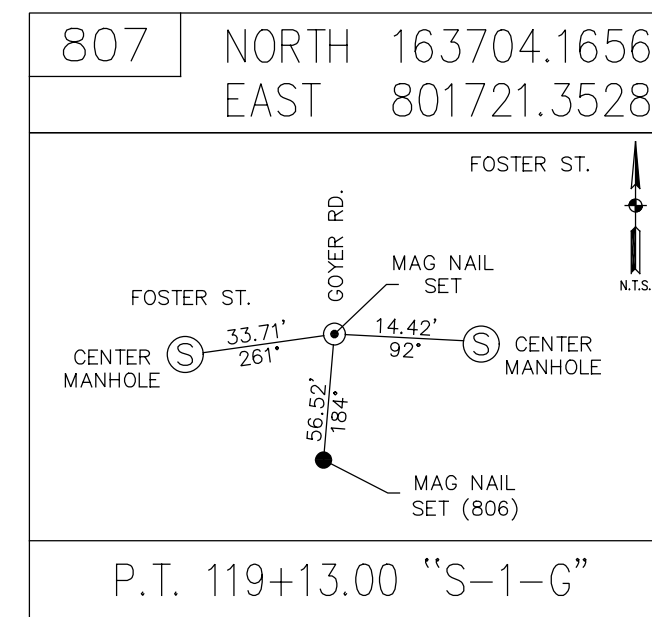 807
NORTH 163704.1656
EAST 801721.3528
FOSTER ST.
GOYER RD.
MAG NAIL
SET
N.T.S.
FOSTER ST.
33.71'
261°
14.42'
92°
CENTER
MANHOLE
S
S
CENTER
MANHOLE
56.52'
184°
MAG NAIL
SET (806)
P.T. 119+13.00 "S-1-G"